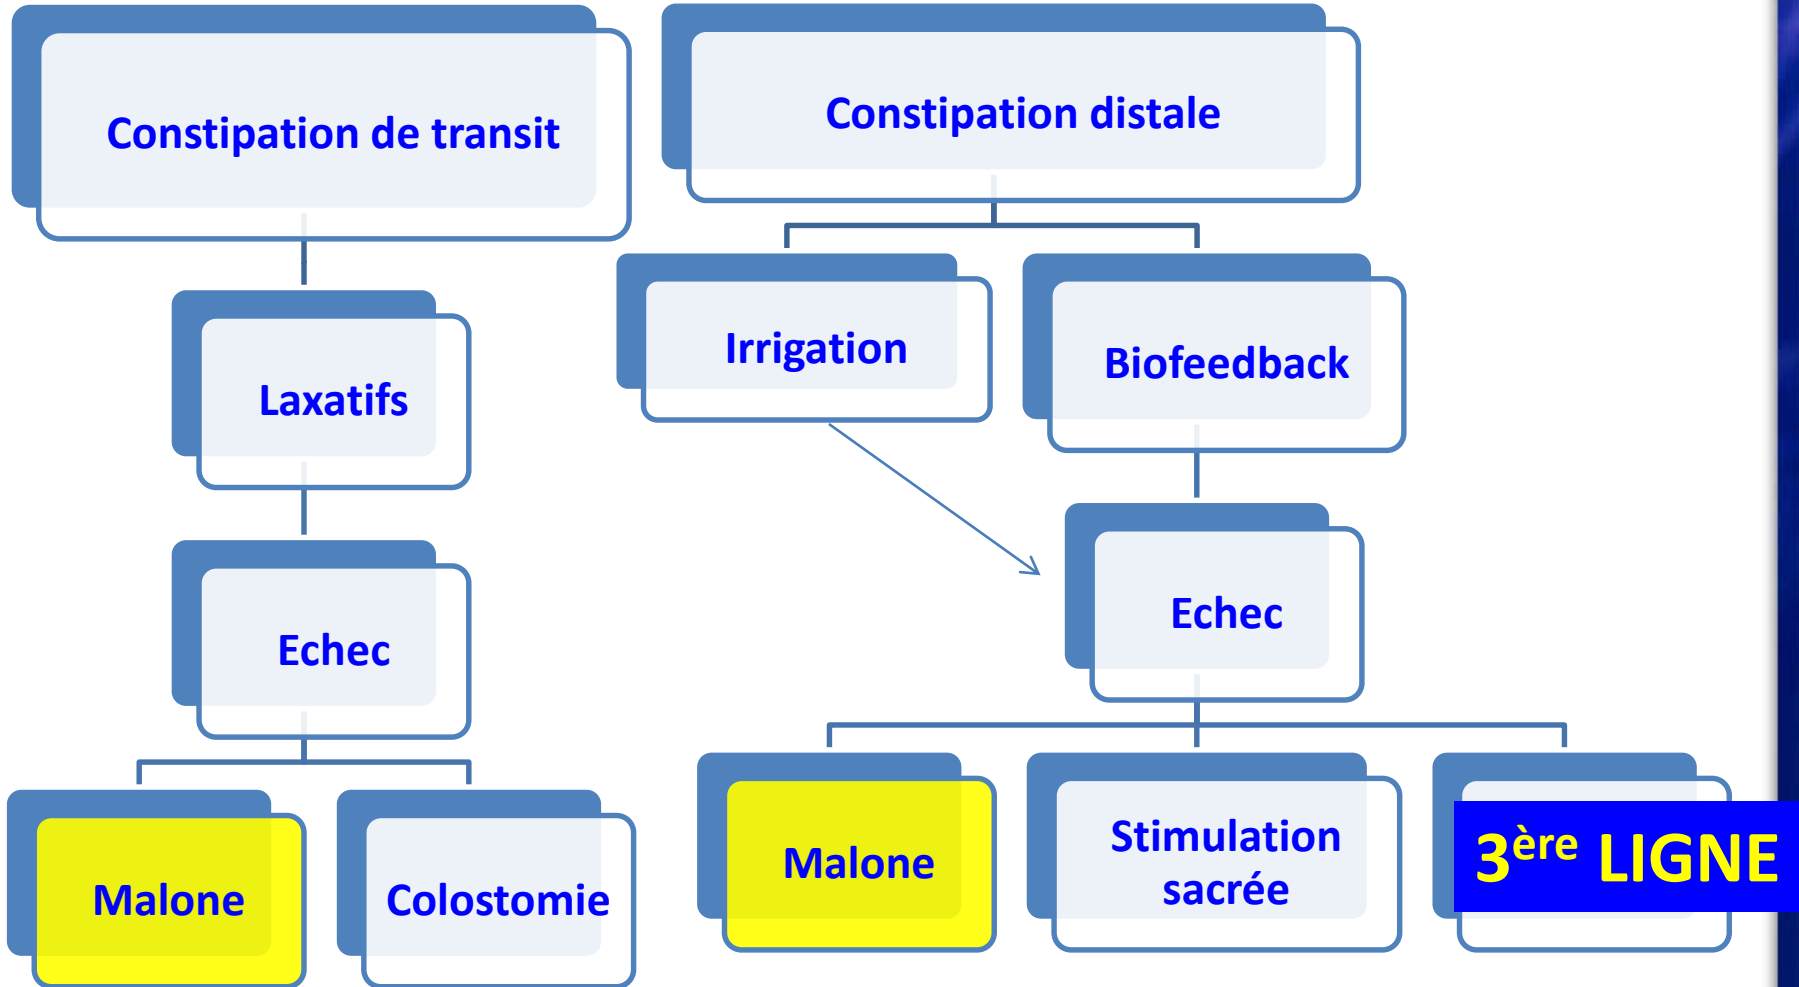 Constipation de transit
Constipation distale
Laxatifs
Irrigation
Biofeedback
Echec
Echec
Malone
Colostomie
Malone
Stimulation
sacrée
3ère LIGNE